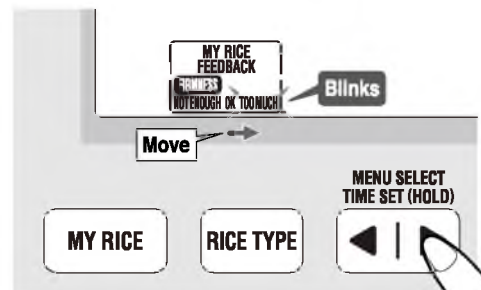 MY RICE
FEEDBACK
FIRMNESS
NOT ENOUGH OK TOO MUCH
Blinks
Move
MENU SELECT
TIME SET (HOLD)
MY RICE
RICE TYPE